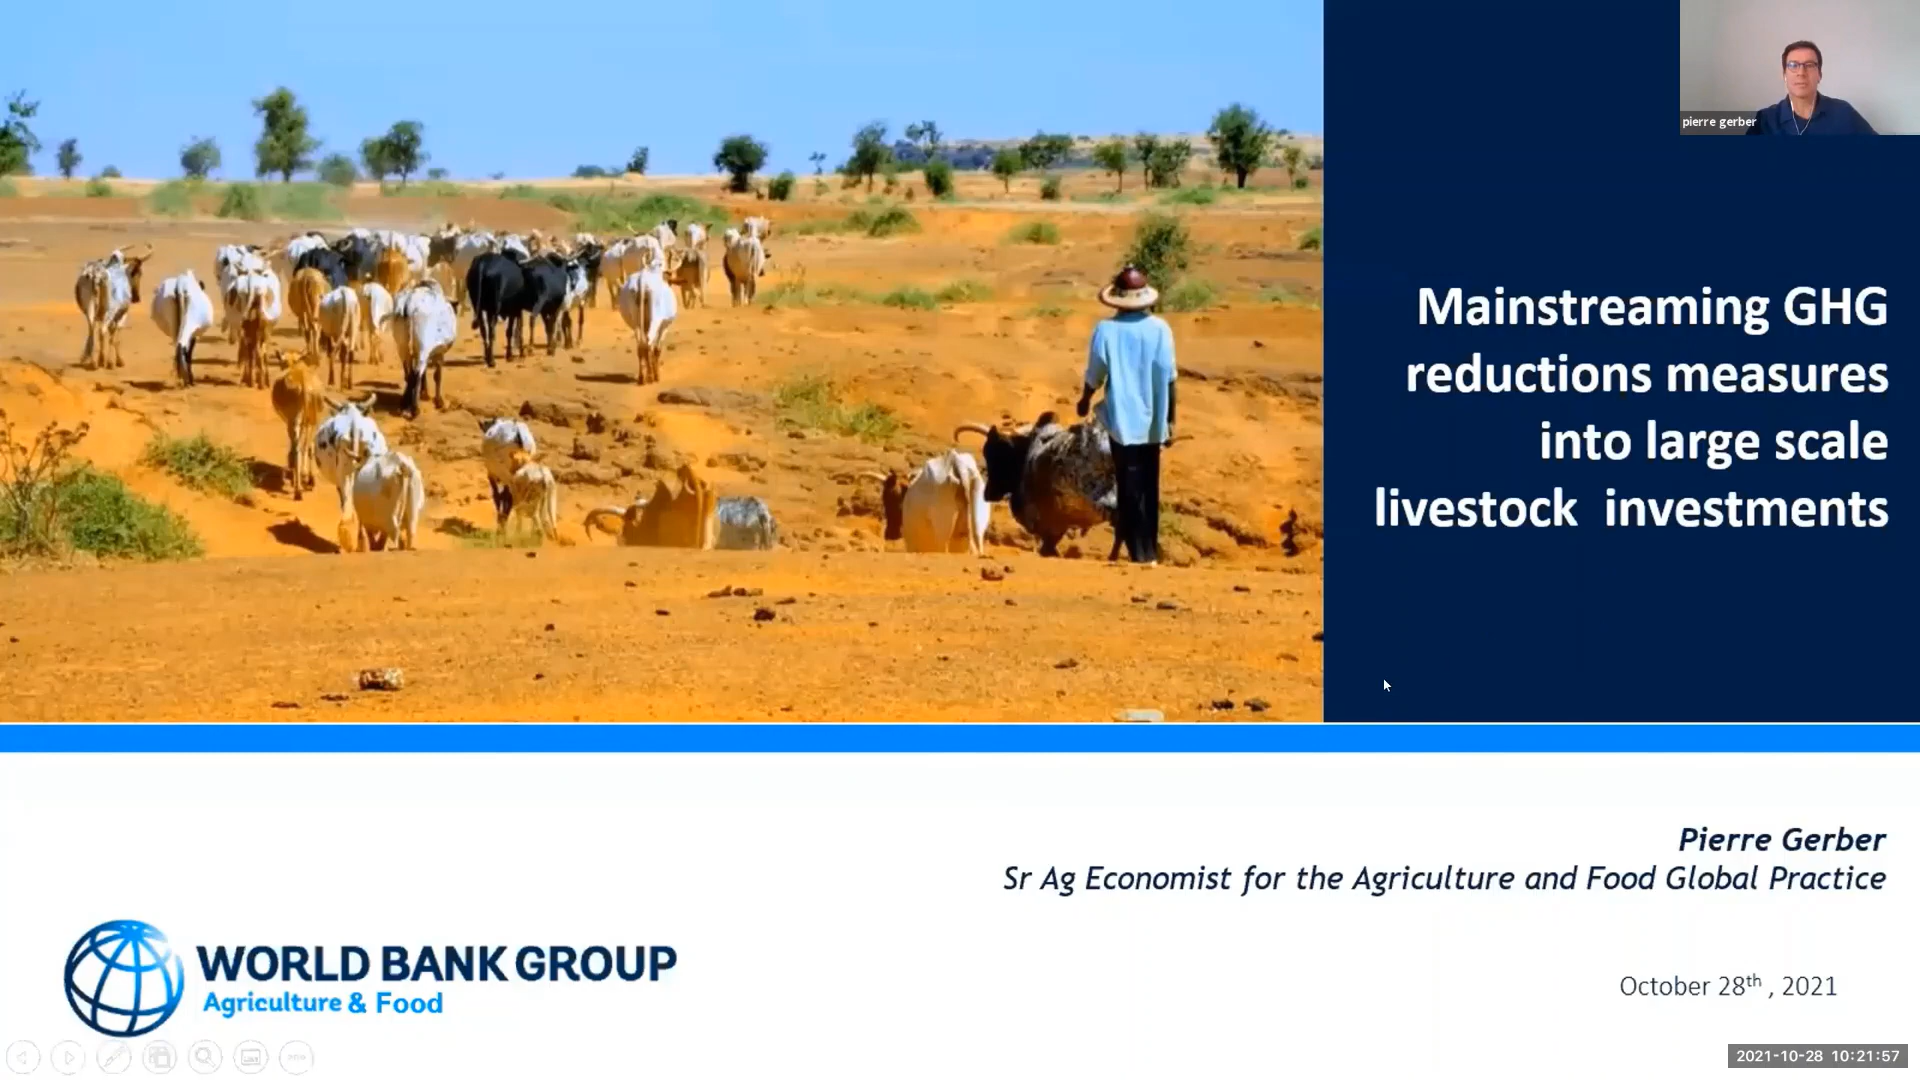 pierre gerber
Mainstreaming GHG
reductions measures
into large scale
livestock investments
Pierre Gerber
Sr Ag Economist for the Agriculture and Food Global Practice
WORLD BANK GROUP
Agriculture & Food
October 28th , 2021
2021-10-28 10:21:57